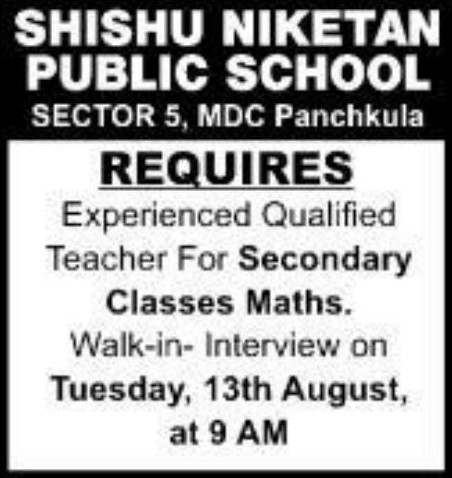 SHISHU NIKETAN
PUBLIC SCHOOL
SECTOR 5, MDC Panchkula
REQUIRES
Experienced Qualified
Teacher For Secondary
Classes Maths.
Walk-in- Interview on
Tuesday, 13th August,
at 9 AM